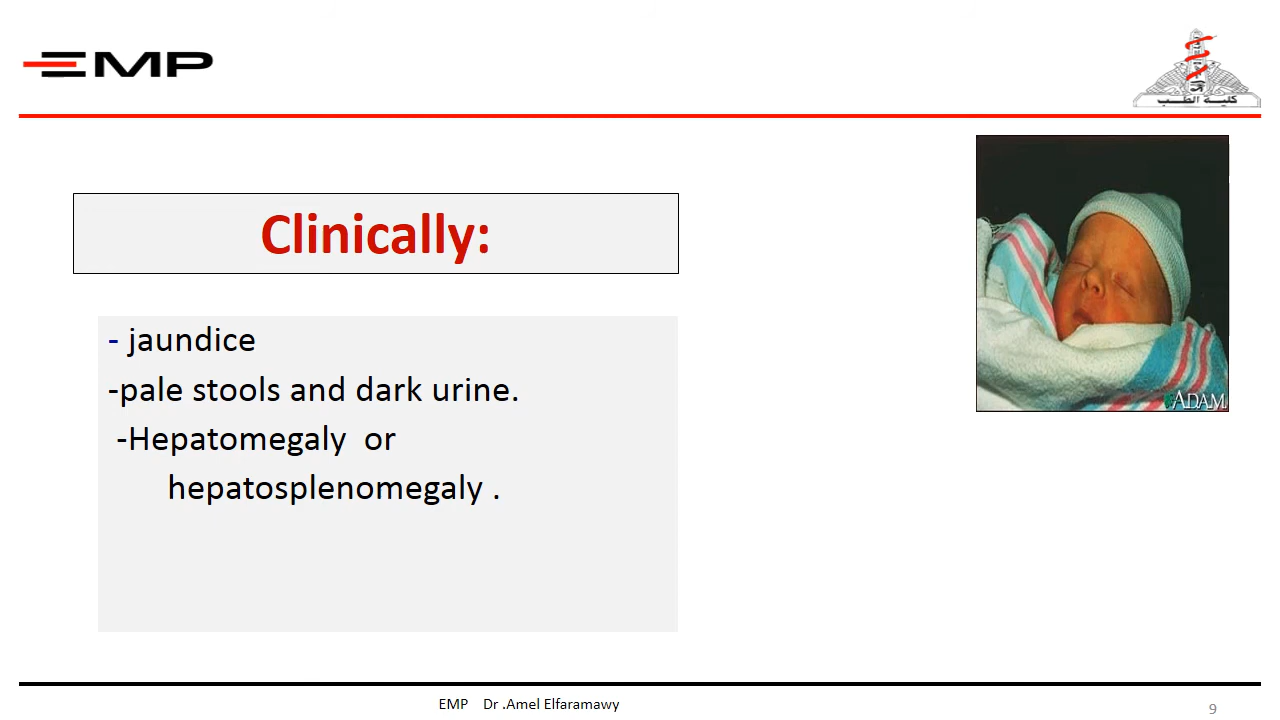 EMP
كلية الطب
Clinically:
- jaundice
-pale stools and dark urine.
-Hepatomegaly or
hepatosplenomegaly .
ADAM
EMP Dr .Amel Elfaramawy
9